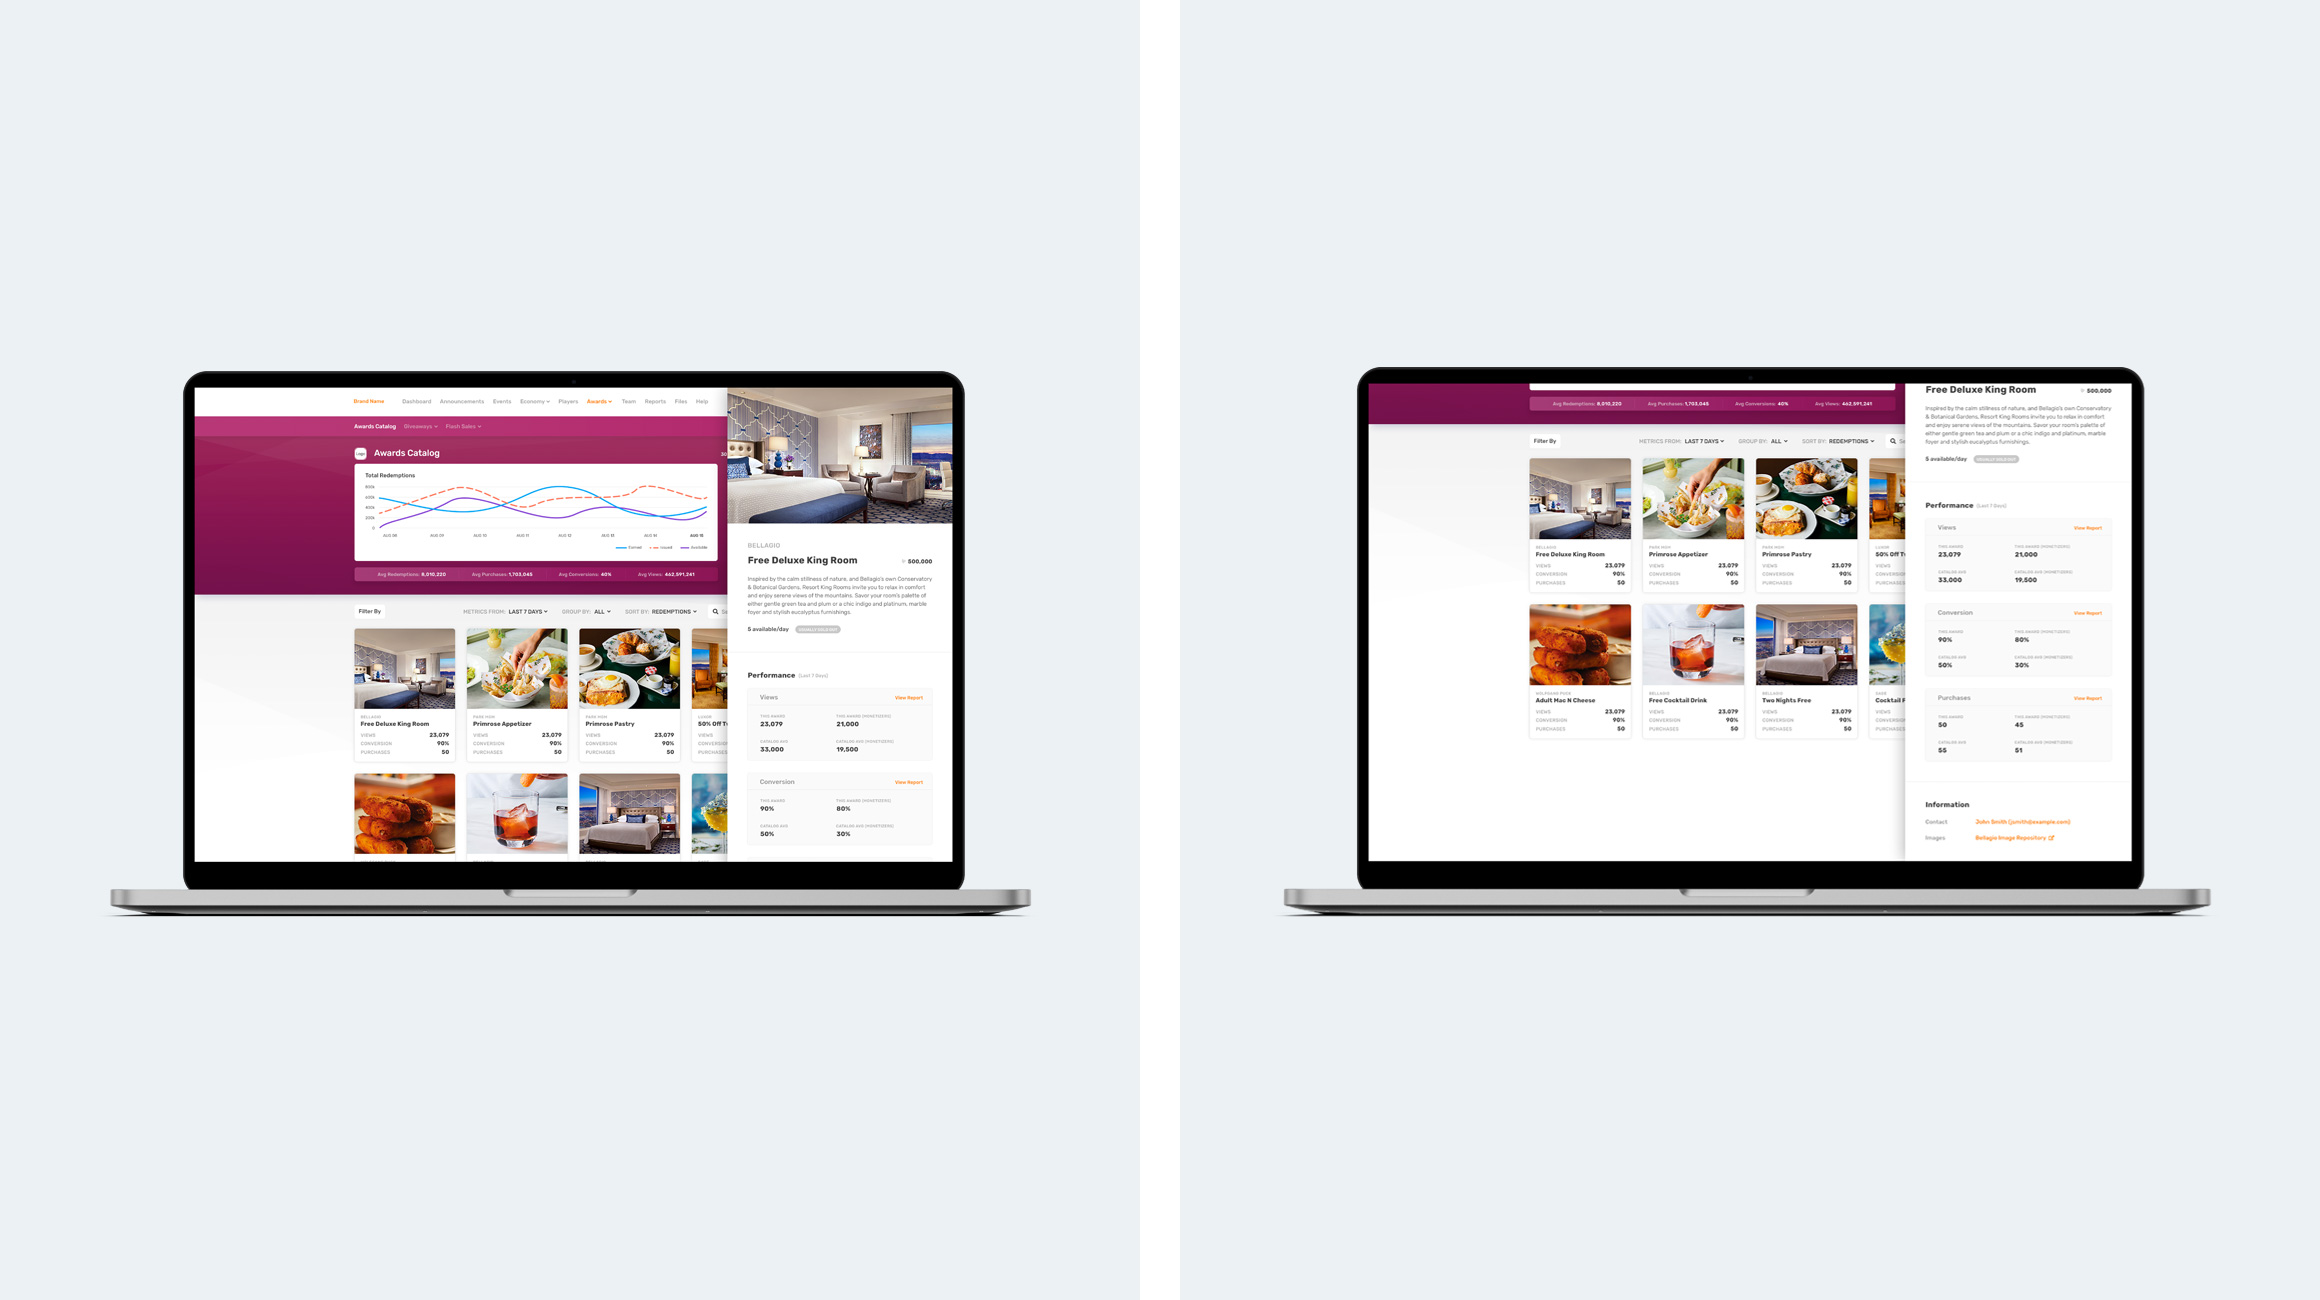 Brand Name Dashboard Announcements Events Economy Players Awards Team Reports Files Help
Awards Catalog Giveaways Flash Sales
Logo Awards Catalog 30
Total Redemptions
800k
600k
400k
200k
0
AUG 08 AUG 09 AUG 10 AUG 11 AUG 12 AUG 13 AUG 14 AUG 15
Earned Unpaid Available
Avg Redemptions: 8,010,220 Avg Purchases: 1,703,045 Avg Conversions: 40% Avg Views: 462,591,241
Filter By METRICS FROM: LAST 7 DAYS GROUP BY: ALL SORT BY: REDEMPTIONS Se
BELLAGIO
Free Deluxe King Room
VIEWS 23,079
CONVERSION 90%
PURCHASES 50
PARK MGM
Primrose Appetizer
VIEWS 23,079
CONVERSION 90%
PURCHASES 50
PARK MGM
Primrose Pastry
VIEWS 23,079
CONVERSION 90%
PURCHASES 50
LUXOR
50% Off T
VIEWS
CONVERSION
PURCHASES
BELLAGIO
Free Deluxe King Room 500,000
Inspired by the calm stillness of nature, and Bellagio's own Conservatory
& Botanical Gardens, Resort King Rooms invite you to relax in comfort
and enjoy serene views of the mountains. Savor your room's palette of
either gentle green tea and plum or a chic indigo and platinum, marble
foyer and stylish eucalyptus furnishings.
5 available/day USUALLY SOLD OUT
Performance (Last 7 Days)
Views View Report
THIS AWARD THIS AWARD (MONETIZERS)
23,079 21,000
CATALOG AVG CATALOG AVG (MONETIZERS)
33,000 19,500
Conversion View Report
THIS AWARD THIS AWARD (MONETIZERS)
90% 80%
CATALOG AVG CATALOG AVG (MONETIZERS)
50% 30%
Avg Redemptions: 8,010,220 Avg Purchases: 1,703,045 Avg Conversions: 40% Avg Views: 462,591,241
Filter By METRICS FROM: LAST 7 DAYS GROUP BY: ALL SORT BY: REDEMPTIONS Se
BELLAGIO
Free Deluxe King Room
VIEWS 23,079
CONVERSION 90%
PURCHASES 50
PARK MGM
Primrose Appetizer
VIEWS 23,079
CONVERSION 90%
PURCHASES 50
PARK MGM
Primrose Pastry
VIEWS 23,079
CONVERSION 90%
PURCHASES 50
LUXOR
50% Off T
VIEWS
CONVERSION
PURCHASES
WOLFGANG PUCK
Adult Mac N Cheese
VIEWS 23,079
CONVERSION 90%
PURCHASES 50
BELLAGIO
Free Cocktail Drink
VIEWS 23,079
CONVERSION 90%
PURCHASES 50
BELLAGIO
Two Nights Free
VIEWS 23,079
CONVERSION 90%
PURCHASES 50
Cocktail F
VIEWS
CONVERSION
PURCHASES
Free Deluxe King Room 500,000
Inspired by the calm stillness of nature, and Bellagio's own Conservatory
& Botanical Gardens, Resort King Rooms invite you to relax in comfort
and enjoy serene views of the mountains. Savor your room's palette of
either gentle green tea and plum or a chic indigo and platinum, marble
foyer and stylish eucalyptus furnishings.
5 available/day USUALLY SOLD OUT
Performance (Last 7 Days)
Views View Report
THIS AWARD THIS AWARD (MONETIZERS)
23,079 21,000
CATALOG AVG CATALOG AVG (MONETIZERS)
33,000 19,500
Conversion View Report
THIS AWARD THIS AWARD (MONETIZERS)
90% 80%
CATALOG AVG CATALOG AVG (MONETIZERS)
50% 30%
Purchases View Report
THIS AWARD THIS AWARD (MONETIZERS)
50 45
CATALOG AVG CATALOG AVG (MONETIZERS)
55 51
Information
Contact John Smith (jsmith@example.com)
Images Bellagio Image Repository